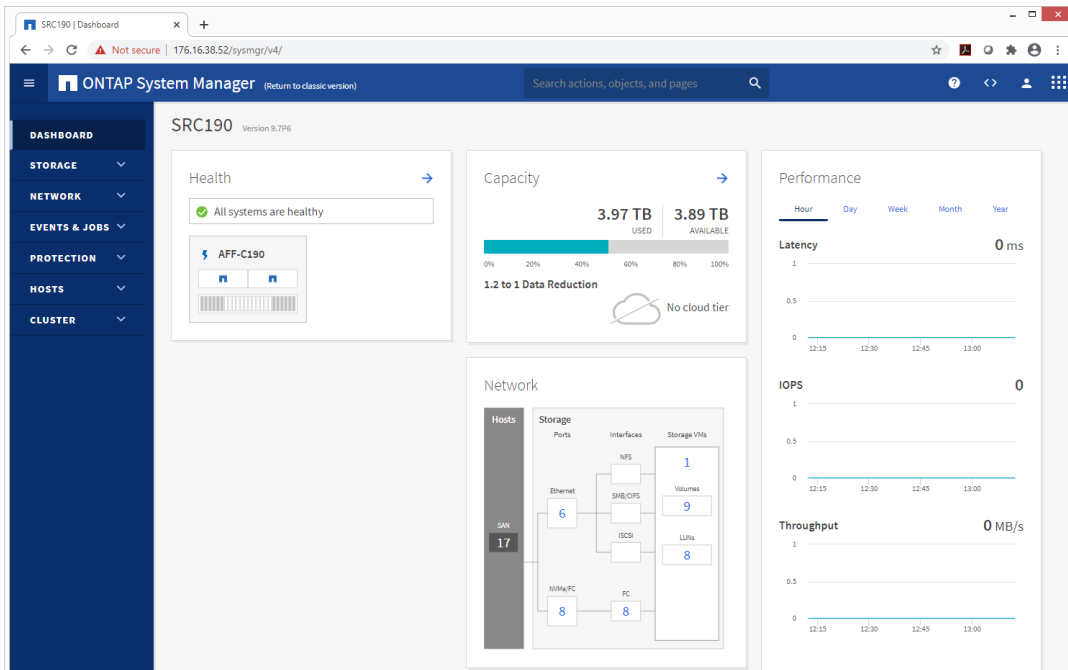 SRC190 | Dashboard
Not secure | 176.16.38.52/sysmgr/v4/
ONTAP System Manager (Return to classic version)
Search actions, objects, and pages
DASHBOARD
STORAGE
NETWORK
EVENTS & JOBS
PROTECTION
HOSTS
CLUSTER
SRC190 Version 9.7P6
Health
All systems are healthy
AFF-C190
Capacity
3.97 TB 3.89 TB
USED AVAILABLE
0% 20% 40% 60% 80% 100%
1.2 to 1 Data Reduction
No cloud tier
Network
Hosts
SAN
17
Storage
Ports Interfaces Storage VMs
NFS
1
Ethernet
6
SMB/CIFS
Volumes
9
iSCSI
LUNs
8
NVMe/FC
8
FC
8
Performance
Hour Day Week Month Year
Latency 0 ms
1
0.5
0
12:15 12:30 12:45 13:00
IOPS 0
1
0.5
0
12:15 12:30 12:45 13:00
Throughput 0 MB/s
1
0.5
0
12:15 12:30 12:45 13:00